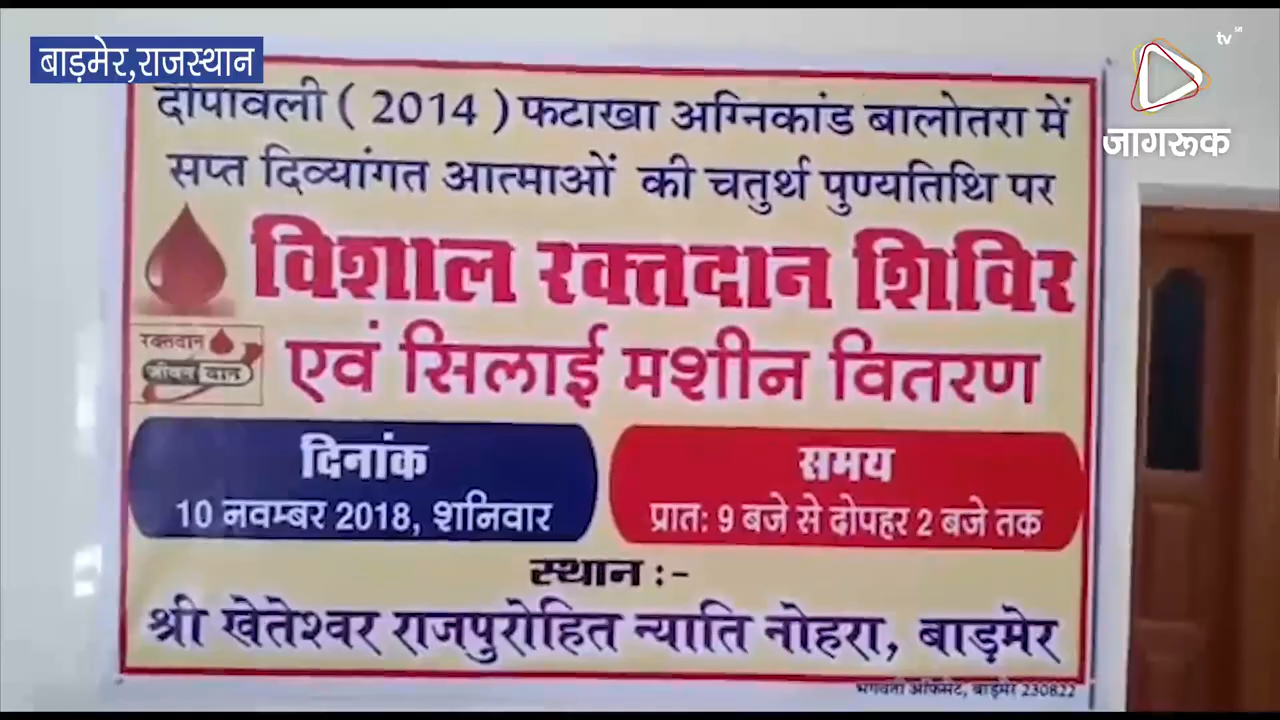 बाड़मेर,राजस्थान
tv
जागरूक
दीपावली ( 2014 ) फटाखा अग्निकांड बालोतरा में
सप्त दिव्यांगत आत्माओं की चतुर्थ पुण्यतिथि पर
विशाल रक्तदान शिविर
रक्तदान
जीवन दान
एवं सिलाई मशीन वितरण
दिनांक
10 नवम्बर 2018, शनिवार
समय
प्रात: 9 बजे से दोपहर 2 बजे तक
स्थान :-
श्री खेतेश्वर राजपुरोहित न्याति नोहरा, बाड़मेर
भगवती ऑफसेट, बाड़मेर 230822